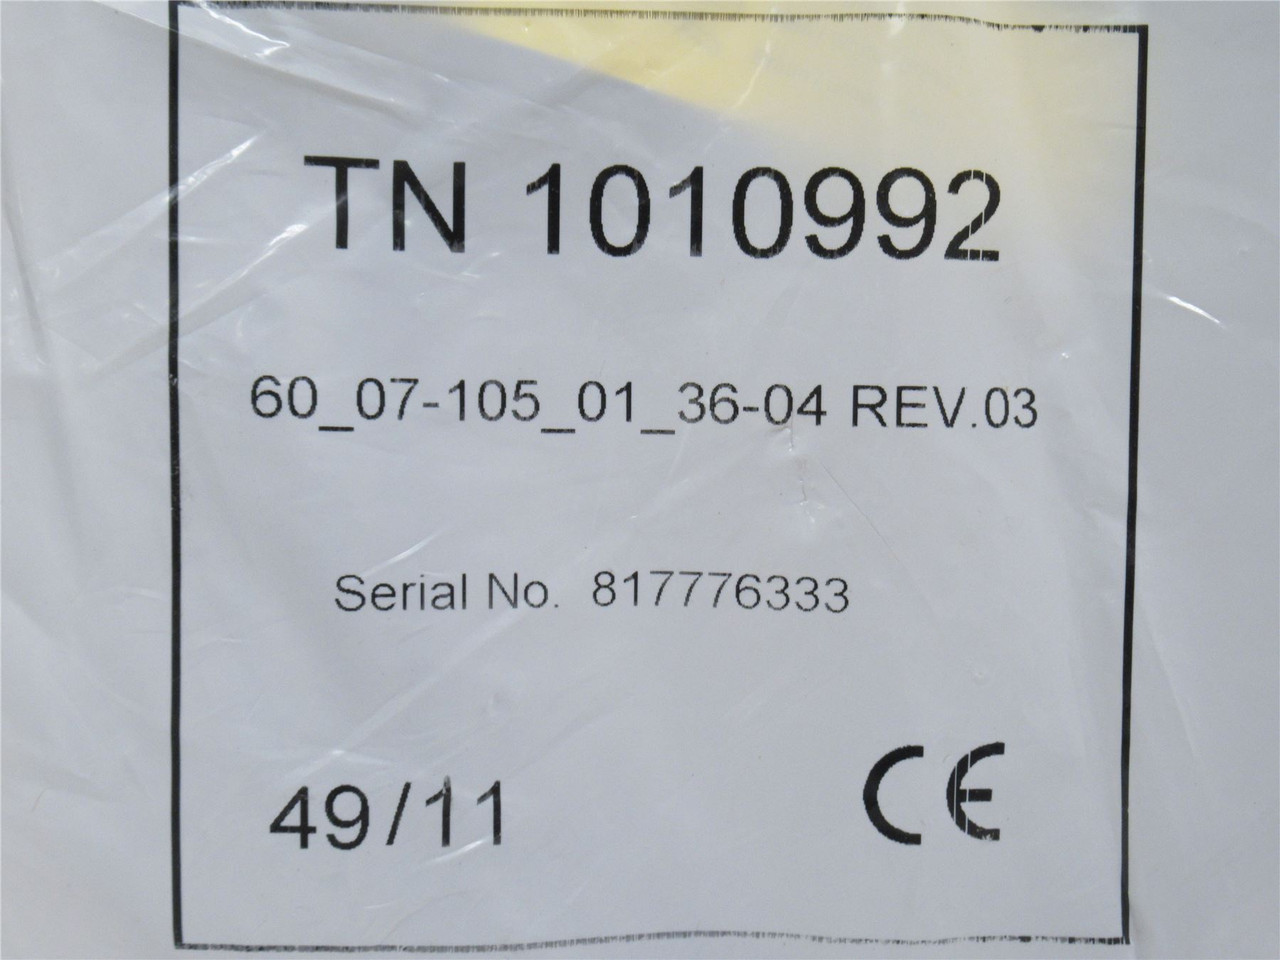 TN 1010992
60_07-105_01_36-04 REV.03
Serial No. 817776333
49/11 CE